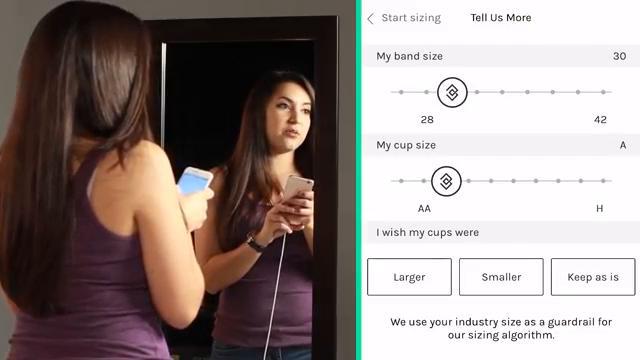 Start sizing
Tell Us More
My band size
30
28
42
My cup size
A
AA
H
I wish my cups were
Larger
Smaller
Keep as is
We use your industry size as a guardrail for
our sizing algorithm.